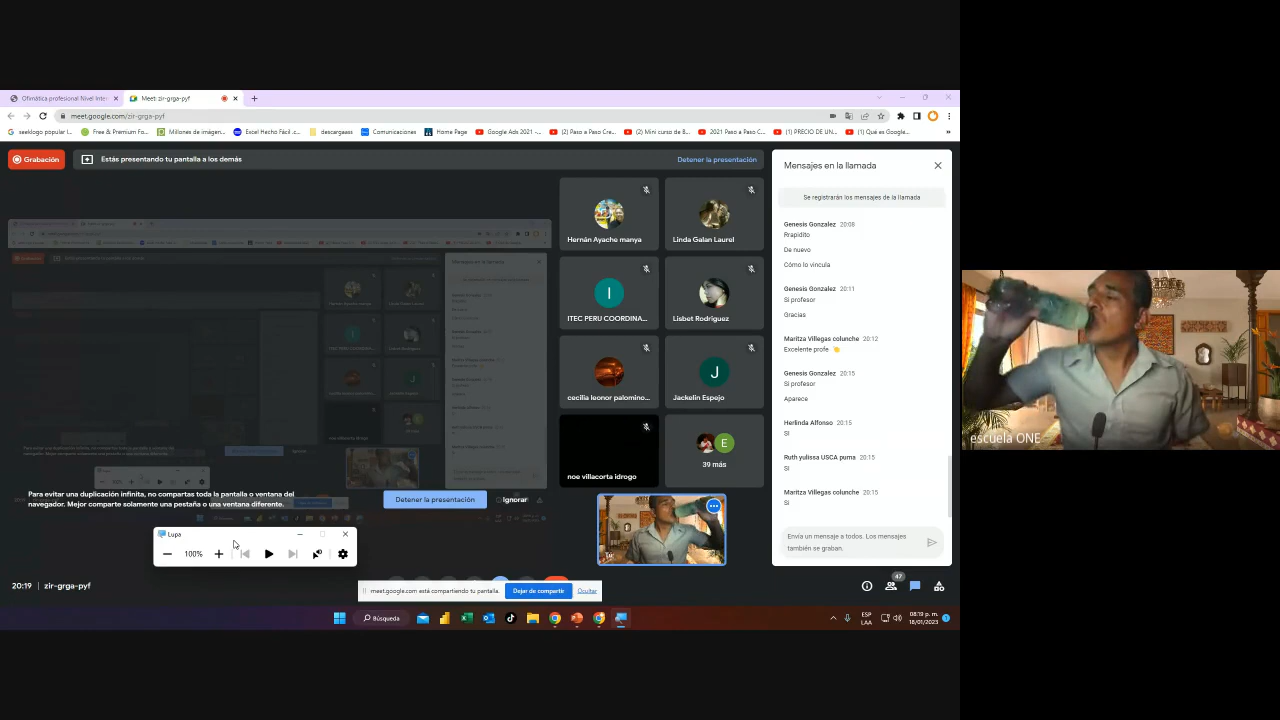 Ofimática profesional Nivel Inter
Meet: zir-grga-pyf
meet.google.com/zir-grga-pyf
seeklogo popular l...
Free & Premium Fo...
Millones de imágen...
Excel Hecho Fácil :...
descargaass
Comunicaciones
Home Page
Google Ads 2021 -...
(2) Paso a Paso Cre...
(2) Mini curso de B...
2021 Paso a Paso C...
(1) PRECIO DE UN...
(1) Qué es Google...
»
Grabación
Estás presentando tu pantalla a los demás
Detener la presentación
Hernán Ayache manya
Linda Galan Laurel
I
ITEC PERU COORDINA...
Lisbet Rodriguez
cecilia leonor palomino...
J
Jackelin Espejo
noe villacorta idrogo
E
39 más
Tú
Para evitar una duplicación infinita, no compartas toda la pantalla o ventana del
navegador. Mejor comparte solamente una pestaña o una ventana diferente.
Detener la presentación
Ignorar
Lupa
100%
Mensajes en la llamada
Se registrarán los mensajes de la llamada
Genesis Gonzalez 20:08
Rrapidito
De nuevo
Cómo lo vincula
Genesis Gonzalez 20:11
Sí profesor
Gracias
Maritza Villegas colunche 20:12
Excelente profe 👏
Genesis Gonzalez 20:15
Sí profesor
Aparece
Herlinda Alfonso 20:15
SI
Ruth yulissa USCA puma 20:15
Si
Maritza Villegas colunche 20:15
Si
Envía un mensaje a todos. Los mensajes
también se graban.
20:19 | zir-grga-pyf
47
meet.google.com está compartiendo tu pantalla.
Dejar de compartir
Ocultar
Búsqueda
ESP
LAA
08:19 p. m.
18/01/2023
1
escuela ONE